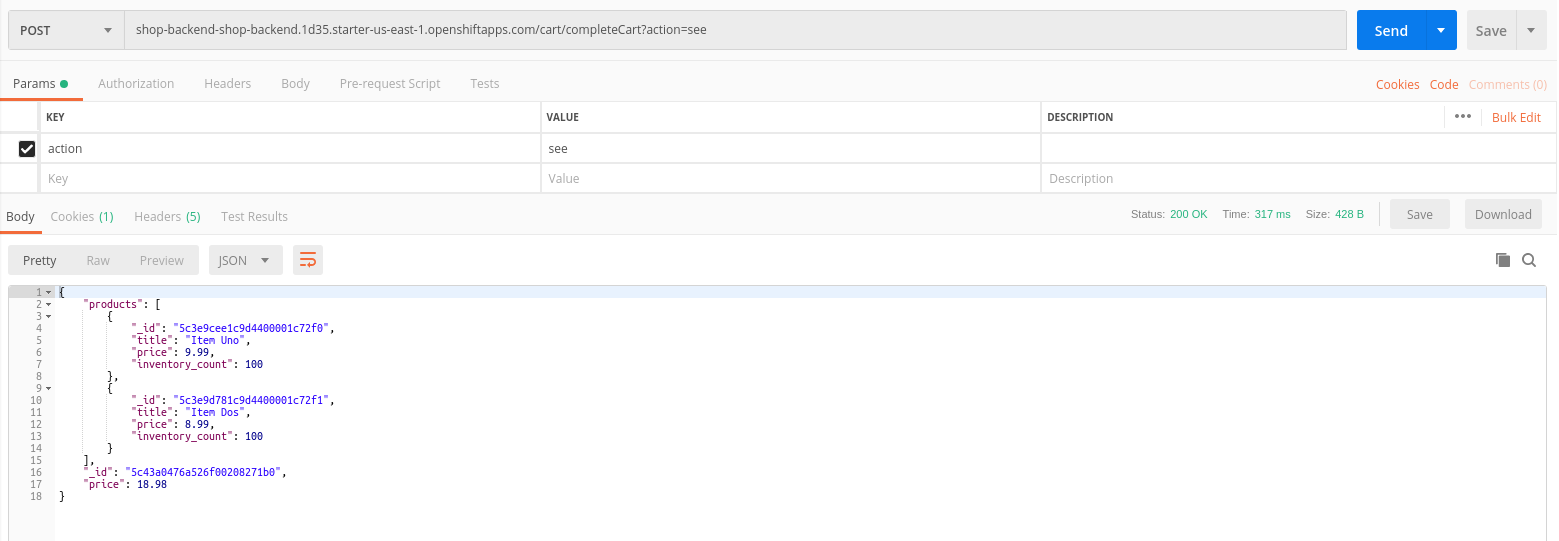 POST shop-backend-shop-backend.1d35.starter-us-east-1.openshiftapps.com/cart/completeCart?action=see Send Save
Params Authorization Headers Body Pre-request Script Tests Cookies Code Comments (0)
KEY VALUE DESCRIPTION ••• Bulk Edit
action see
Key Value Description
Body Cookies (1) Headers (5) Test Results Status: 200 OK Time: 317 ms Size: 428 B Save Download
Pretty Raw Preview JSON
1 {
2 "products": [
3 {
4 "_id": "5c3e9cee1c9d4400001c72f0",
5 "title": "Item Uno",
6 "price": 9.99,
7 "inventory_count": 100
8 },
9 {
10 "_id": "5c3e9d781c9d4400001c72f1",
11 "title": "Item Dos",
12 "price": 8.99,
13 "inventory_count": 100
14 }
15 ],
16 "_id": "5c43a0476a526f00208271b0",
17 "price": 18.98
18 }